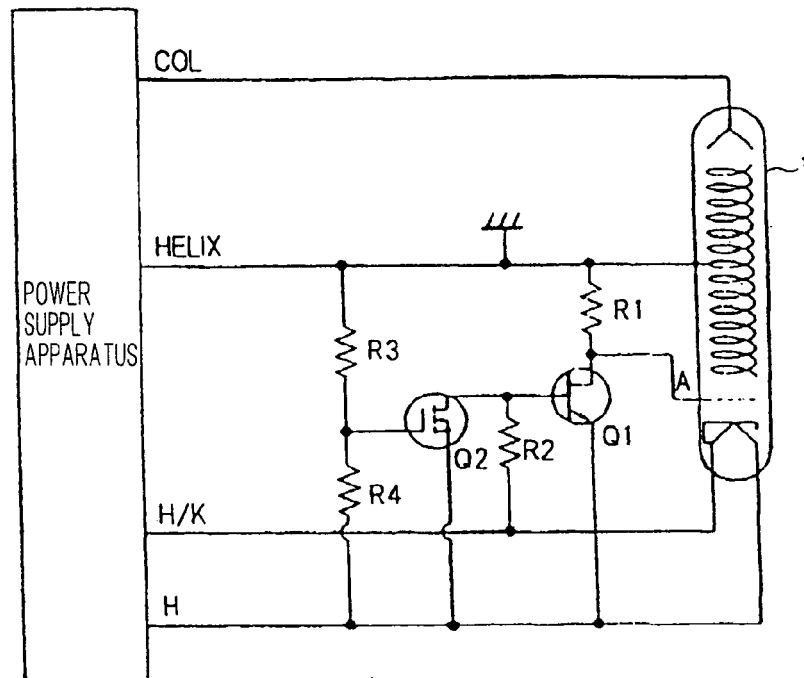 COL
HELIX
POWER
SUPPLY
APPARATUS
R3
R1
A
Q2
R2
Q1
R4
H/K
H